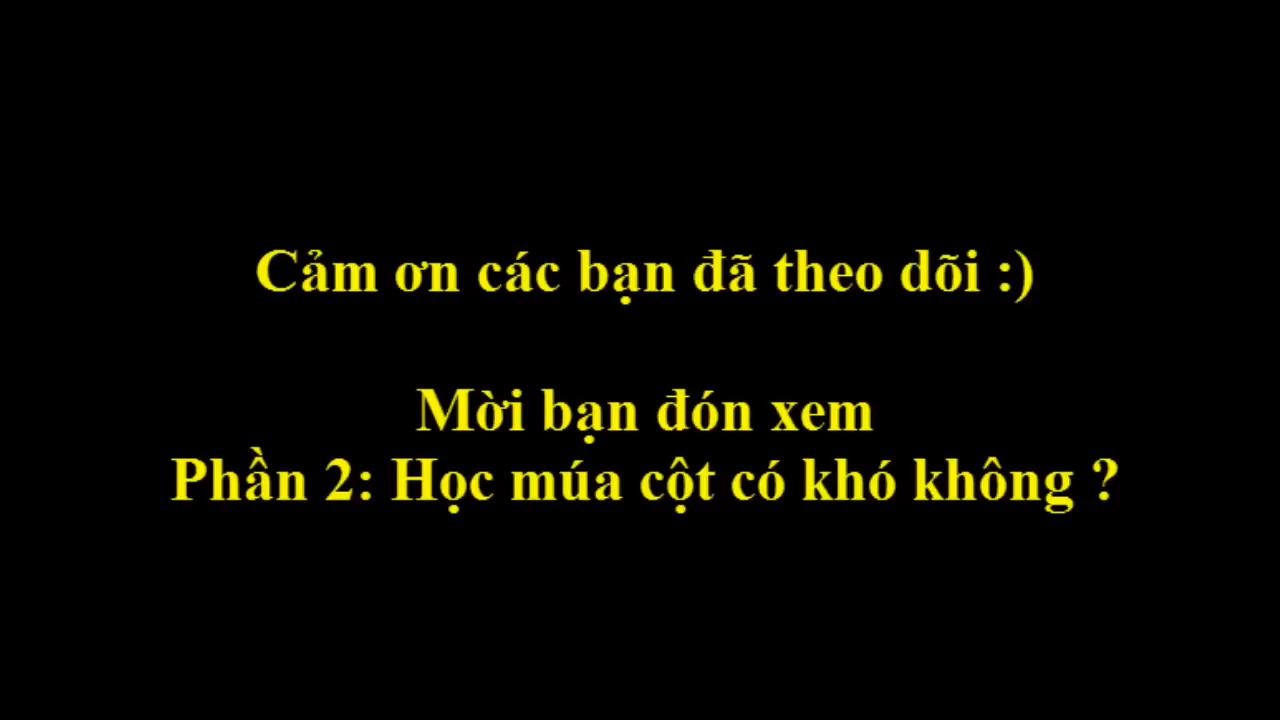 Cảm ơn các bạn đã theo dõi :)
Mời bạn đón xem
Phần 2: Học múa cột có khó không ?